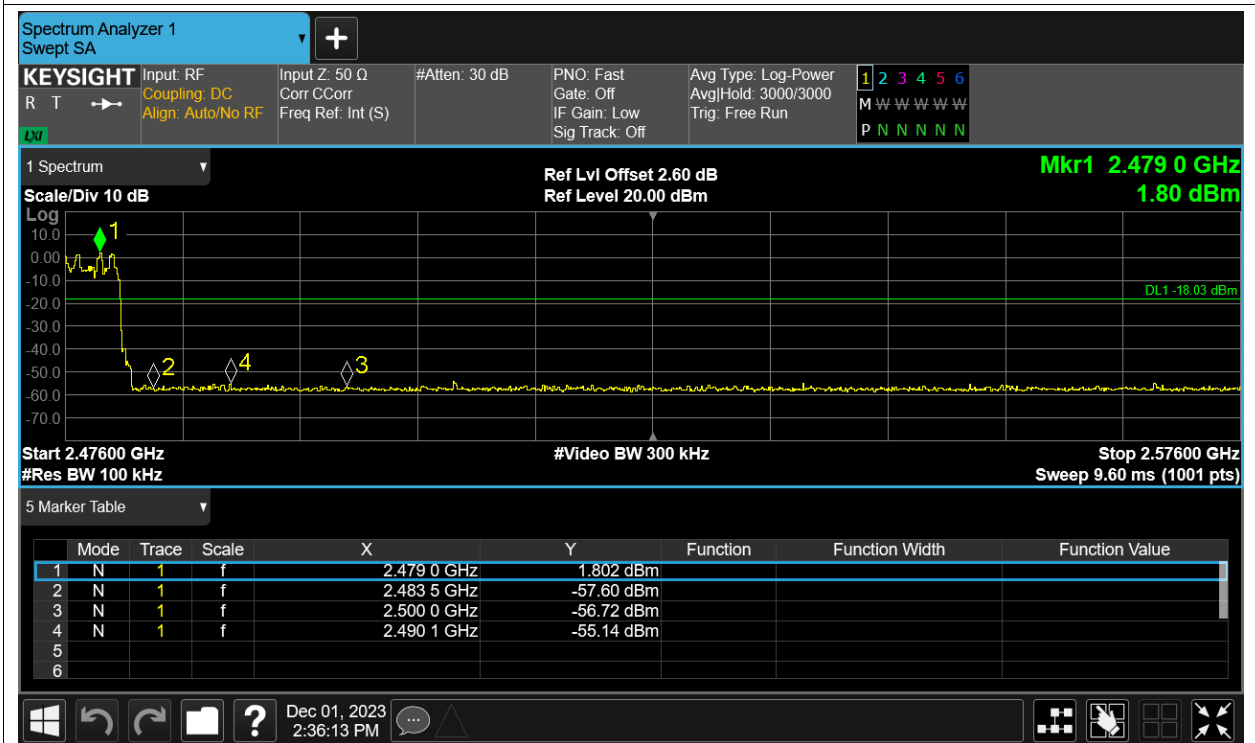 Spectrum Analyzer 1
Swept SA
KEYSIGHT Input: RF Input Z: 50 Ω #Atten: 30 dB PNO: Fast Avg Type: Log-Power 1 2 3 4 5 6
R T Coupling: DC Corr CCorr Gate: Off Avg|Hold: 3000/3000 M W W W W W
Align: Auto/No RF Freq Ref: Int (S) IF Gain: Low Trig: Free Run
LXI Sig Track: Off P N N N N N
1 Spectrum Ref Lvl Offset 2.60 dB Mkr1 2.479 0 GHz
Scale/Div 10 dB Ref Level 20.00 dBm 1.80 dBm
Log
10.0 1
0.00
-10.0
DL1 -18.03 dBm
-20.0
-30.0
-40.0
-50.0 2 4 3
-60.0
-70.0
Start 2.47600 GHz #Video BW 300 kHz Stop 2.57600 GHz
#Res BW 100 kHz Sweep 9.60 ms (1001 pts)
5 Marker Table
Mode Trace Scale X Y Function Function Width Function Value
1 N 1 f 2.479 0 GHz 1.802 dBm
2 N 1 f 2.483 5 GHz -57.60 dBm
3 N 1 f 2.500 0 GHz -56.72 dBm
4 N 1 f 2.490 1 GHz -55.14 dBm
5
6
? Dec 01, 2023
2:36:13 PM